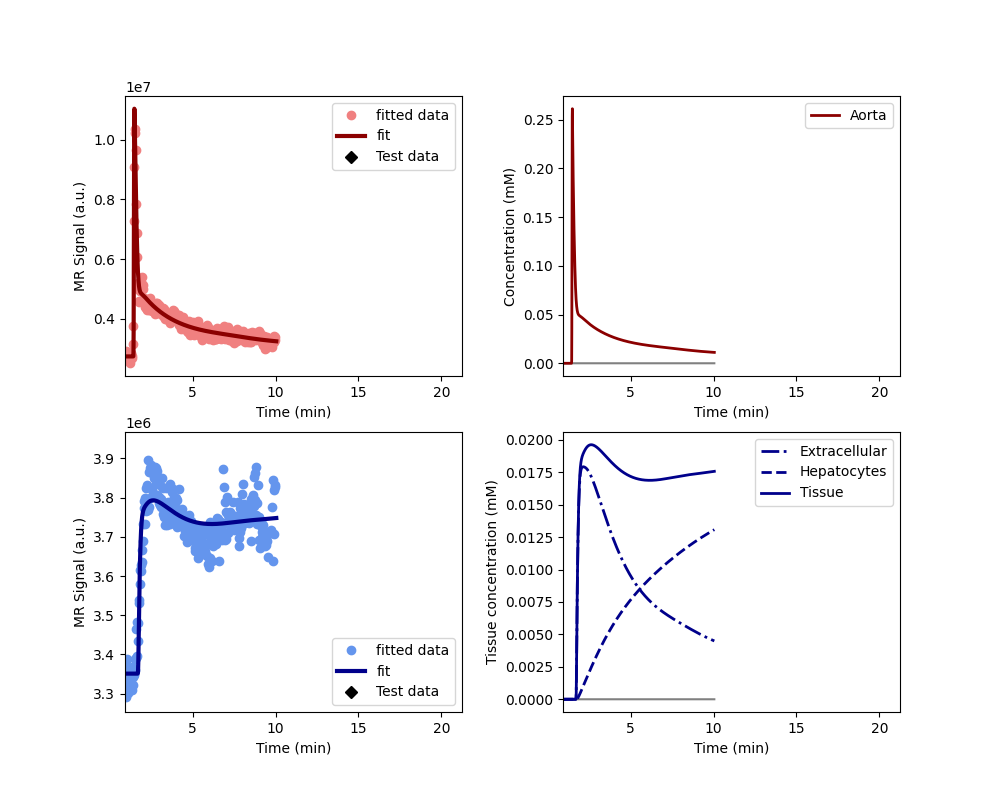 1e7
MR Signal (a.u.)
1.0
0.8
0.6
0.4
5
10
15
20
Time (min)
fitted data
fit
Test data
Concentration (mM)
0.25
0.20
0.15
0.10
0.05
0.00
5
10
15
20
Time (min)
Aorta
1e6
MR Signal (a.u.)
3.9
3.8
3.7
3.6
3.5
3.4
3.3
5
10
15
20
Time (min)
fitted data
fit
Test data
Tissue concentration (mM)
0.0200
0.0175
0.0150
0.0125
0.0100
0.0075
0.0050
0.0025
0.0000
5
10
15
20
Time (min)
Extracellular
Hepatocytes
Tissue